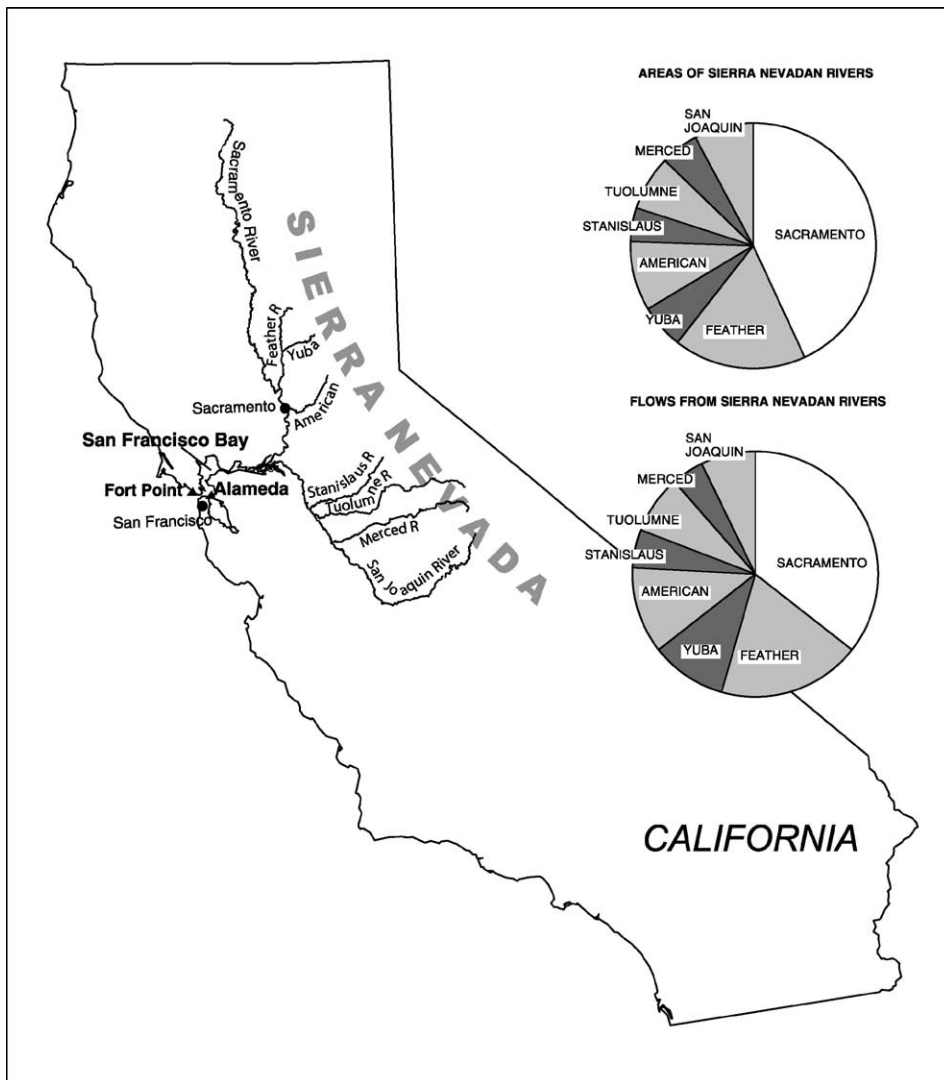 AREAS OF SIERRA NEVADAN RIVERS
SAN
JOAQUIN
MERCED
TUOLUMNE
STANISLAUS
AMERICAN
YUBA
FEATHER
SACRAMENTO
FLOWS FROM SIERRA NEVADAN RIVERS
SAN
JOAQUIN
MERCED
TUOLUMNE
STANISLAUS
AMERICAN
YUBA
FEATHER
SACRAMENTO
Sacramento River
SIERRA NEVADA
Feather R
Yuba
Sacramento
American
San Francisco Bay
Fort Point
Alameda
San Francisco
Stanislaus R
Tuolumne R
Merced R
San Joaquin River
CALIFORNIA